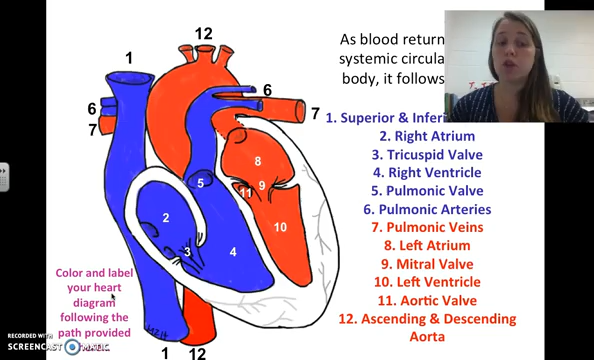 As blood return
systemic circula
body, it follows
1. Superior & Inferi
2. Right Atrium
3. Tricuspid Valve
4. Right Ventricle
5. Pulmonic Valve
6. Pulmonic Arteries
7. Pulmonic Veins
8. Left Atrium
9. Mitral Valve
10. Left Ventricle
11. Aortic Valve
12. Ascending & Descending
Aorta
12
1
6
7
6
7
5
8
9
11
2
3
4
10
1
12
Color and label
your heart
diagram
following the
path provided
RECORDED WITH
SCREENCAST MATIC